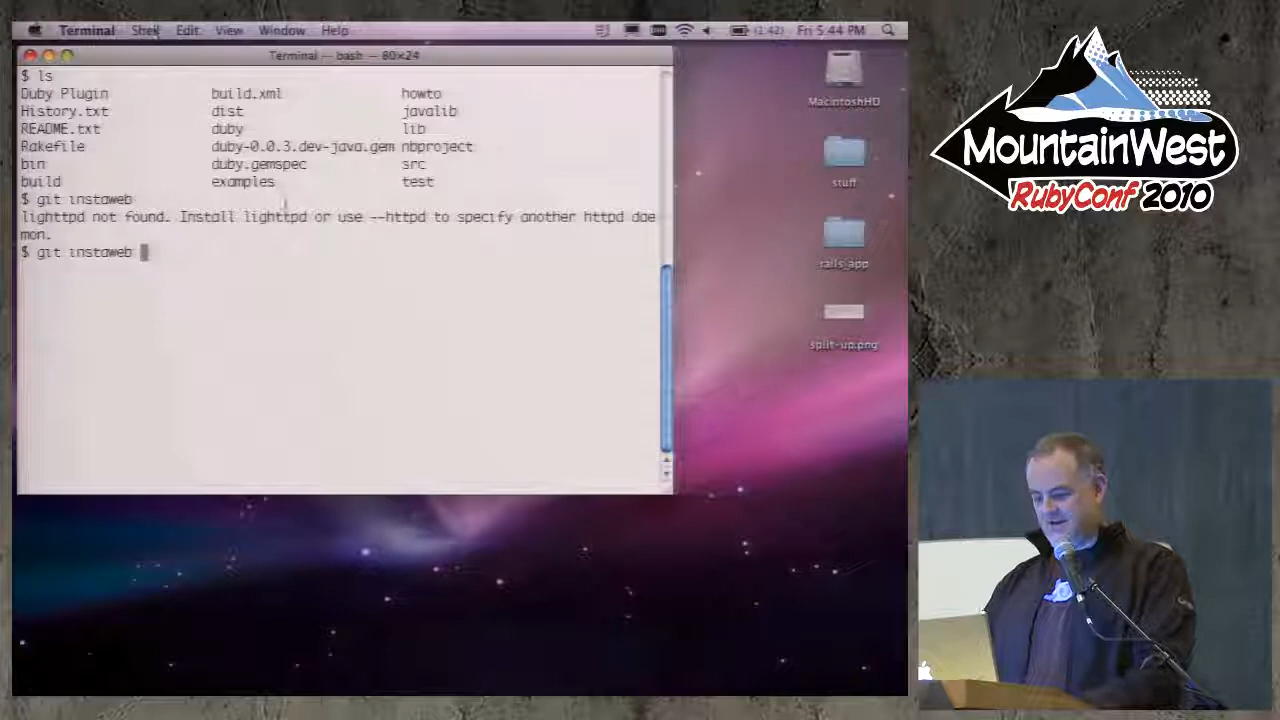 Terminal Shell Edit View Window Help (1:42) Fri 5:44 PM
Terminal — bash — 80×24
$ ls
Duby Plugin build.xml howto
History.txt dist javalib
README.txt duby lib
Rakefile duby-0.0.3.dev-java.gem nbproject
bin duby.gemspec src
build examples test
$ git instaweb
lighttpd not found. Install lighttpd or use --httpd to specify another httpd dae
mon.
$ git instaweb
MacintoshHD
stuff
rails_app
split-up.png
MountainWest
RubyConf 2010